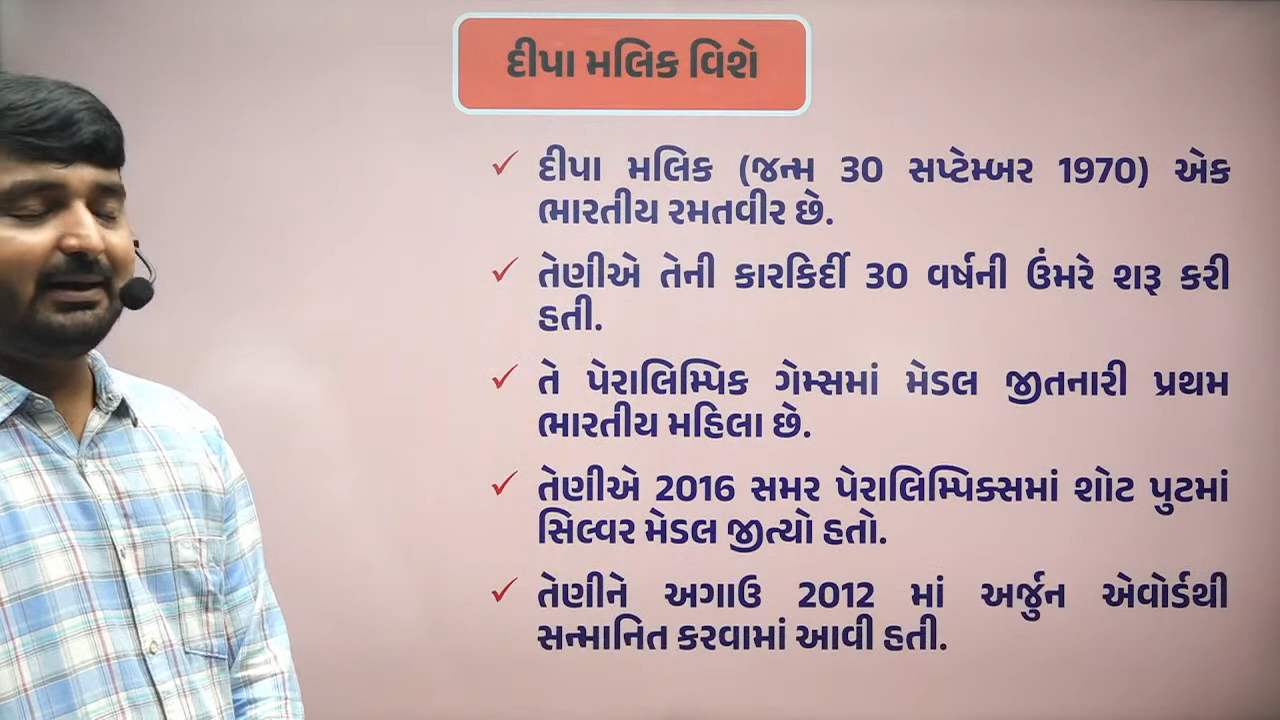 દીપા મલિક વિશે
દીપા મલિક (જન્મ 30 સપ્ટેમ્બર 1970) એક
ભારતીય રમતવીર છે.
તેણીએ તેની કારકિર્દી 30 વર્ષની ઉંમરે શરૂ કરી
હતી.
તે પેરાલિમ્પિક ગેમ્સમાં મેડલ જીતનારી પ્રથમ
ભારતીય મહિલા છે.
તેણીએ 2016 સમર પેરાલિમ્પિક્સમાં શોટ પુટમાં
સિલ્વર મેડલ જીત્યો હતો.
તેણીને અગાઉ 2012 માં અર્જુન એવોર્ડથી
સન્માનિત કરવામાં આવી હતી.